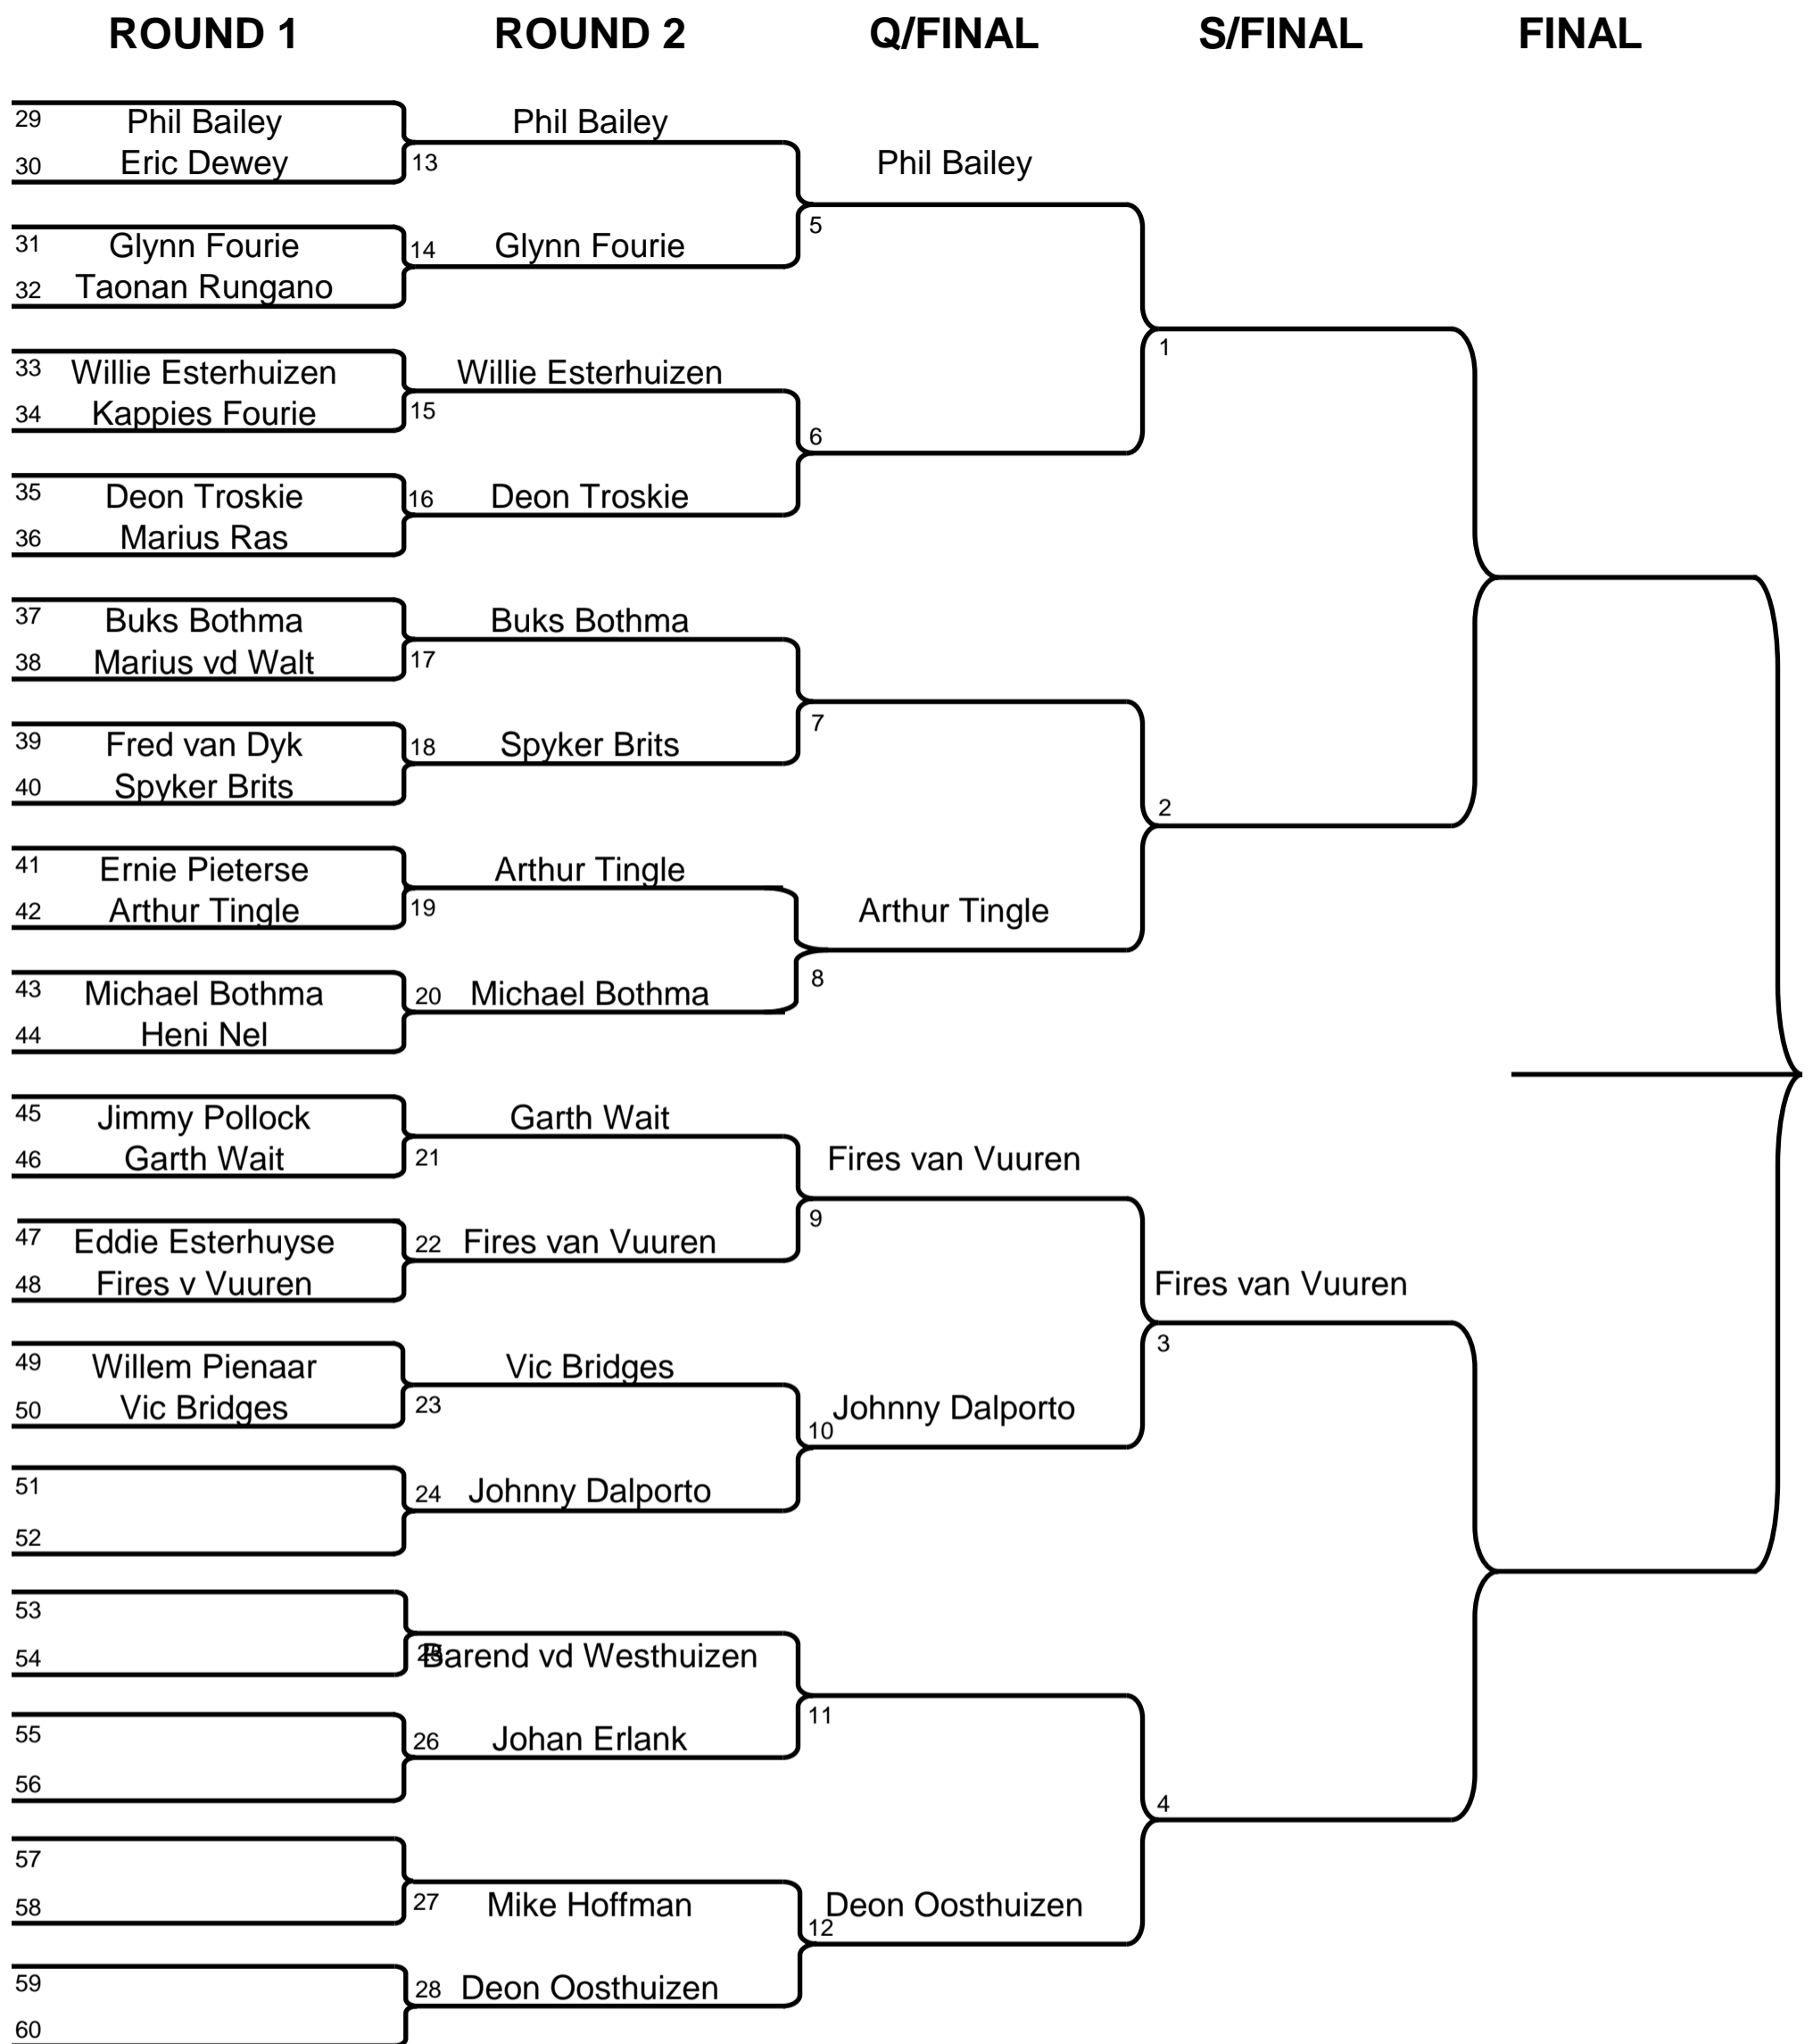 ROUND 1 ROUND 2 Q/FINAL S/FINAL FINAL
29 Phil Bailey Phil Bailey
30 Eric Dewey 13 Phil Bailey
5
31 Glynn Fourie 14 Glynn Fourie
32 Taonan Rungano
1
33 Willie Esterhuizen Willie Esterhuizen
34 Kappies Fourie 15
6
35 Deon Troskie 16 Deon Troskie
36 Marius Ras
37 Buks Bothma Buks Bothma
38 Marius vd Walt 17
7
39 Fred van Dyk 18 Spyker Brits
40 Spyker Brits
2
41 Ernie Pieterse Arthur Tingle
42 Arthur Tingle 19 Arthur Tingle
8
43 Michael Bothma 20 Michael Bothma
44 Heni Nel
45 Jimmy Pollock Garth Wait
46 Garth Wait 21 Fires van Vuuren
9
47 Eddie Esterhuyse 22 Fires van Vuuren
48 Fires v Vuuren Fires van Vuuren
3
49 Willem Pienaar Vic Bridges
50 Vic Bridges 23 Johnny Dalporto
10
51 24 Johnny Dalporto
52
53
54 Barend vd Westhuizen
11
55 26 Johan Erlank
56
4
57
58 27 Mike Hoffman Deon Oosthuizen
12
59 28 Deon Oosthuizen
60